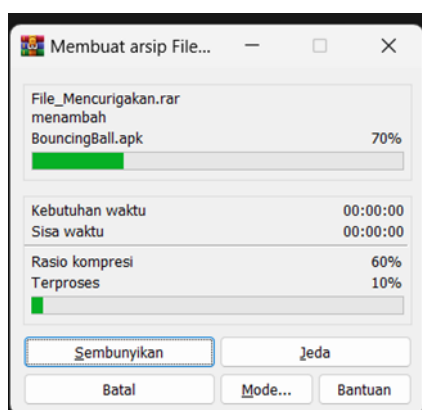 Membuat arsip File...
File_Mencurigakan.rar
menambah
BouncingBall.apk 70%
Kebutuhan waktu 00:00:00
Sisa waktu 00:00:00
Rasio kompresi 60%
Terproses 10%
Sembunyikan Jeda
Batal Mode... Bantuan